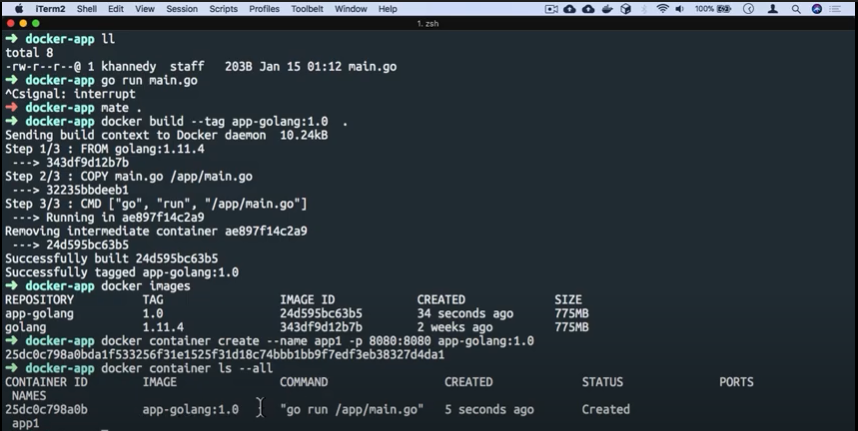 iTerm2 Shell Edit View Session Scripts Profiles Toolbelt Window Help 100%
1. zsh
→ docker-app ll
total 8
-rw-r--r--@ 1 khannedy staff 203B Jan 15 01:12 main.go
→ docker-app go run main.go
^Csignal: interrupt
→ docker-app mate .
→ docker-app docker build --tag app-golang:1.0 .
Sending build context to Docker daemon 10.24kB
Step 1/3 : FROM golang:1.11.4
---> 343df9d12b7b
Step 2/3 : COPY main.go /app/main.go
---> 32235bbdeeb1
Step 3/3 : CMD ["go", "run", "/app/main.go"]
---> Running in ae897f14c2a9
Removing intermediate container ae897f14c2a9
---> 24d595bc63b5
Successfully built 24d595bc63b5
Successfully tagged app-golang:1.0
→ docker-app docker images
REPOSITORY TAG IMAGE ID CREATED SIZE
app-golang 1.0 24d595bc63b5 34 seconds ago 775MB
golang 1.11.4 343df9d12b7b 2 weeks ago 775MB
→ docker-app docker container create --name app1 -p 8080:8080 app-golang:1.0
25dc0c798a0bda1f533256f31e1525f31d18c74bbb1bb9f7edf3eb38327d4da1
→ docker-app docker container ls --all
CONTAINER ID IMAGE COMMAND CREATED STATUS PORTS
NAMES
25dc0c798a0b app-golang:1.0 "go run /app/main.go" 5 seconds ago Created
app1